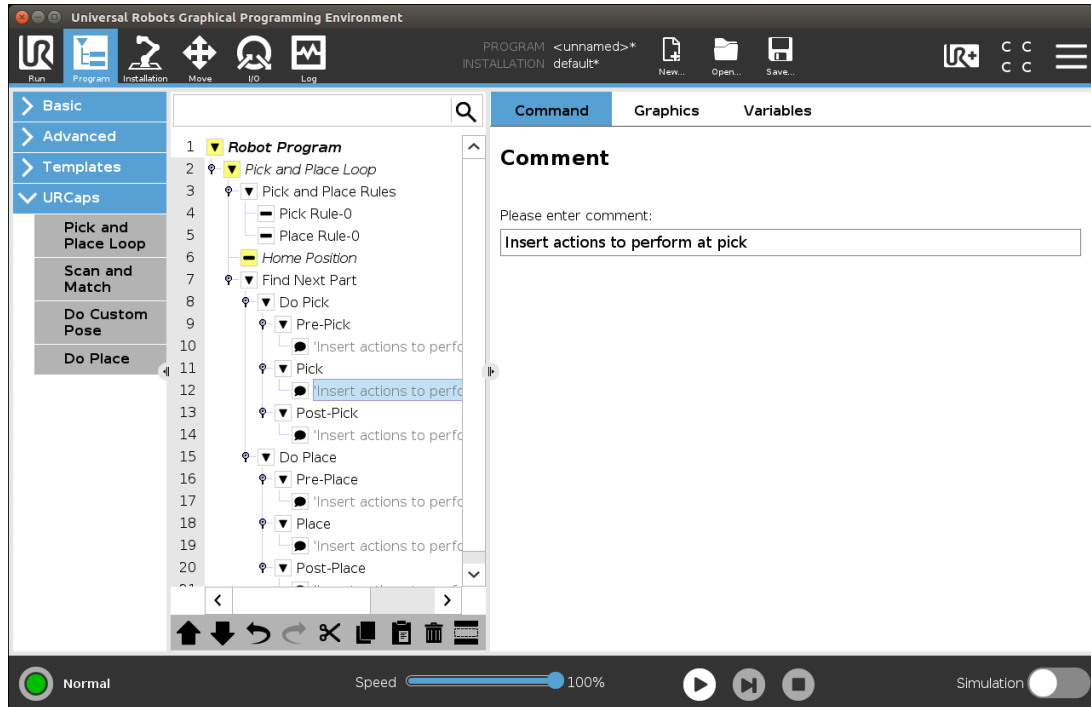 Universal Robots Graphical Programming Environment
UR
Run
Program
Installation
Move
I/O
Log
PROGRAM <unnamed>*
INSTALLATION default*
New...
Open...
Save...
UR+
C C
C C
Basic
Advanced
Templates
URCaps
Pick and
Place Loop
Scan and
Match
Do Custom
Pose
Do Place
1 Robot Program
2 Pick and Place Loop
3 Pick and Place Rules
4 Pick Rule-0
5 Place Rule-0
6 Home Position
7 Find Next Part
8 Do Pick
9 Pre-Pick
10 'Insert actions to perfo
11 Pick
12 'Insert actions to perfo
13 Post-Pick
14 'Insert actions to perfo
15 Do Place
16 Pre-Place
17 'Insert actions to perfo
18 Place
19 'Insert actions to perfo
20 Post-Place
Command
Graphics
Variables
Comment
Please enter comment:
Insert actions to perform at pick
Normal
Speed
100%
Simulation